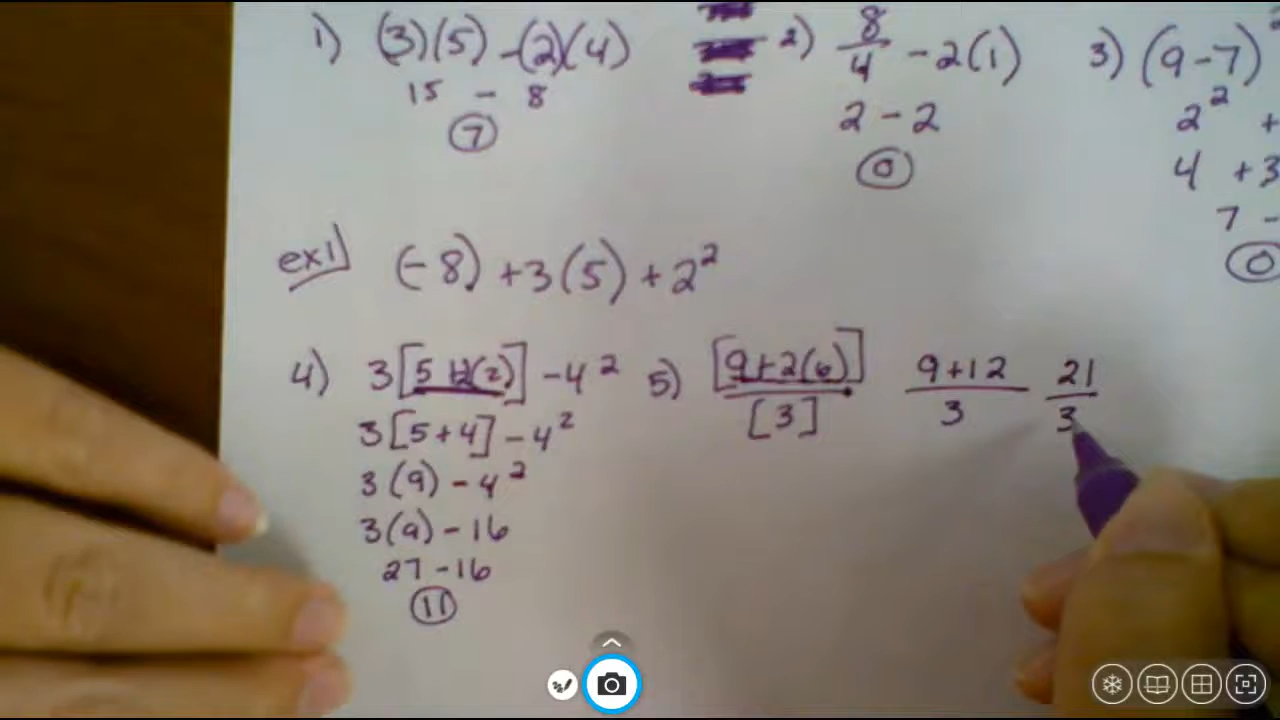 1) (3)(5) -(2)(4)
15 - 8
7
2) 8/4 - 2(1)
2 - 2
0
3) (9-7)
2² +
4 +3
7 -
0
ex1 (-8) +3(5) +2²
4) 3[5+2(2)] -4²
3[5+4] -4²
3(9) -4²
3(9) -16
27 -16
11
5) [9+2(6)]/[3] 9+12/3 21/3